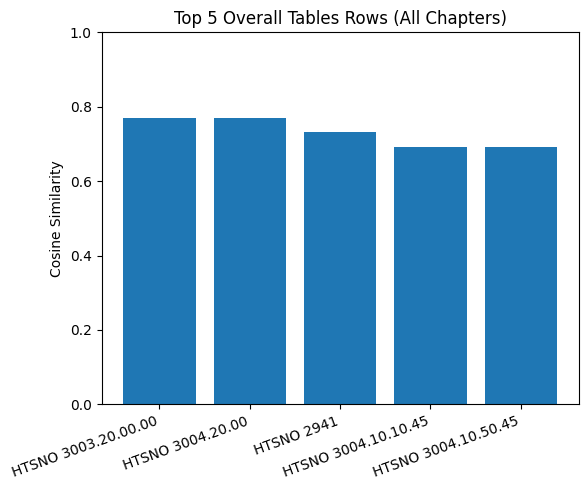 Top 5 Overall Tables Rows (All Chapters)
Cosine Similarity
1.0
0.8
0.6
0.4
0.2
0.0
HTSNO 3003.20.00.00
HTSNO 3004.20.00
HTSNO 2941
HTSNO 3004.10.10.45
HTSNO 3004.10.50.45